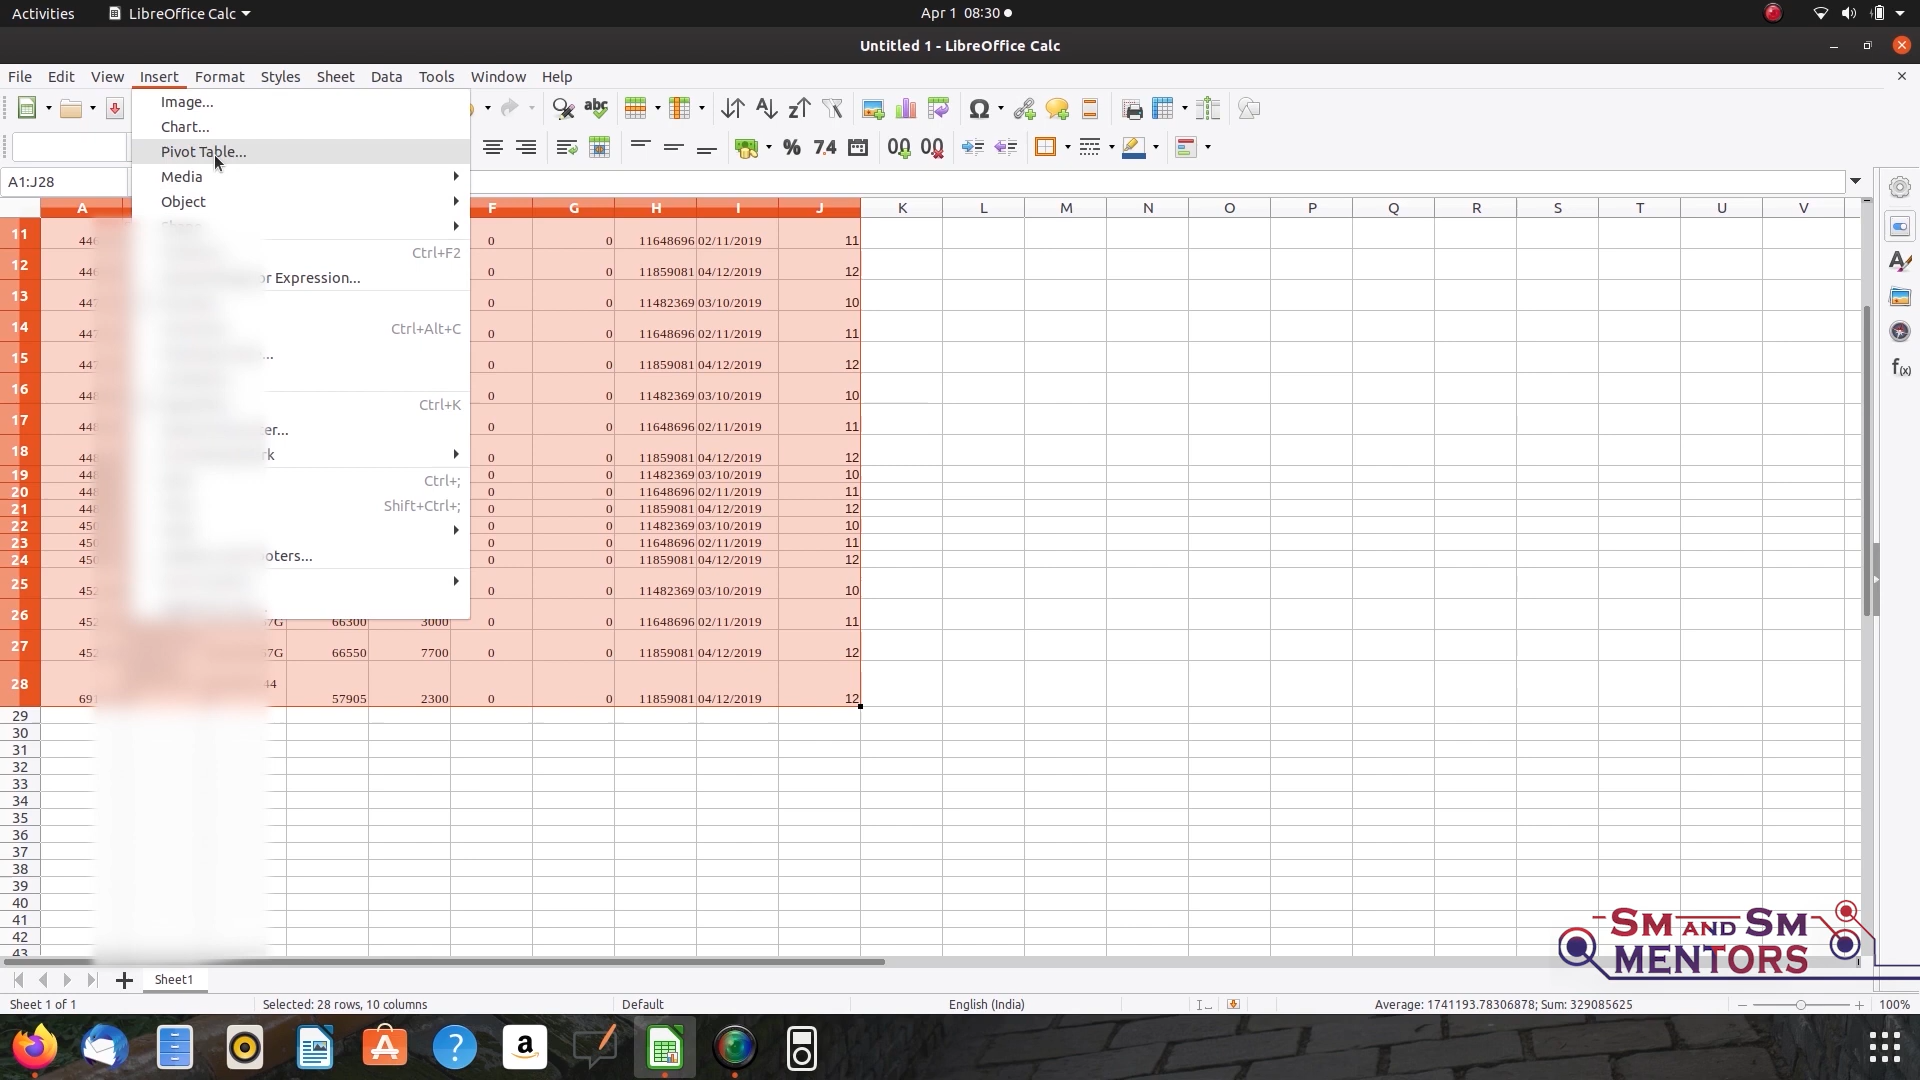 Activities LibreOffice Calc Apr 1 08:30
Untitled 1 - LibreOffice Calc
File Edit View Insert Format Styles Sheet Data Tools Window Help
Image...
Chart...
Pivot Table...
Media
Object
Ctrl+F2
or Expression...
Ctrl+Alt+C
Ctrl+K
Ctrl+;
Shift+Ctrl+;
A1:J28
A F G H I J K L M N O P Q R S T U V
11 0 0 11648696 02/11/2019 11
12 0 0 11859081 04/12/2019 12
13 0 0 11482369 03/10/2019 10
14 0 0 11648696 02/11/2019 11
15 0 0 11859081 04/12/2019 12
16 0 0 11482369 03/10/2019 10
17 0 0 11648696 02/11/2019 11
18 0 0 11859081 04/12/2019 12
19 0 0 11482369 03/10/2019 10
20 0 0 11648696 02/11/2019 11
21 0 0 11859081 04/12/2019 12
22 0 0 11482369 03/10/2019 10
23 0 0 11648696 02/11/2019 11
24 0 0 11859081 04/12/2019 12
25 0 0 11482369 03/10/2019 10
26 66300 3000 0 0 11648696 02/11/2019 11
27 66550 7700 0 0 11859081 04/12/2019 12
28 57905 2300 0 0 11859081 04/12/2019 12
29
30
31
32
33
34
35
36
37
38
39
40
41
42
43
SM AND SM
MENTORS
Sheet1
Sheet 1 of 1 Selected: 28 rows, 10 columns Default English (India) Average: 1741193.78306878; Sum: 329085625 100%